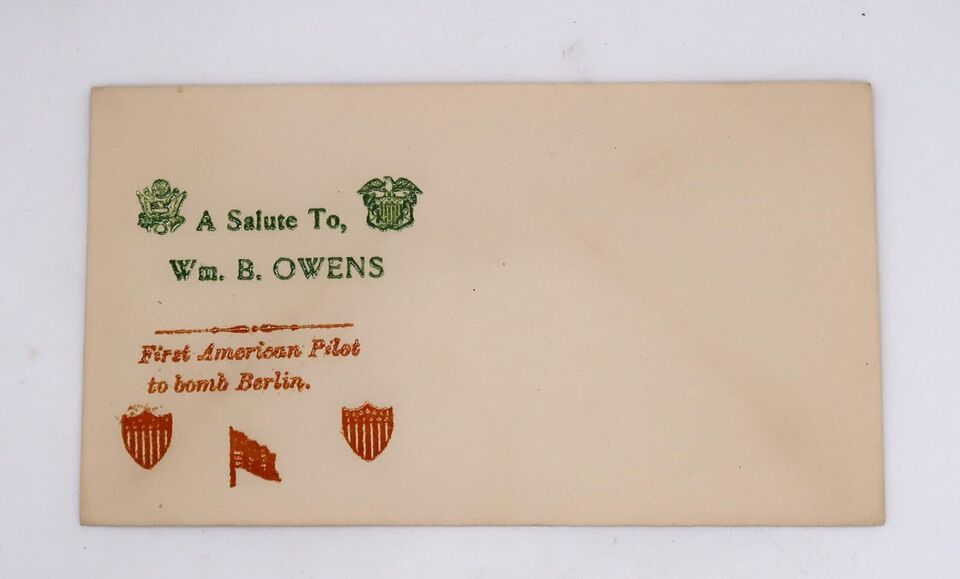 A Salute To,
Wm. B. OWENS
First American Pilot
to bomb Berlin.